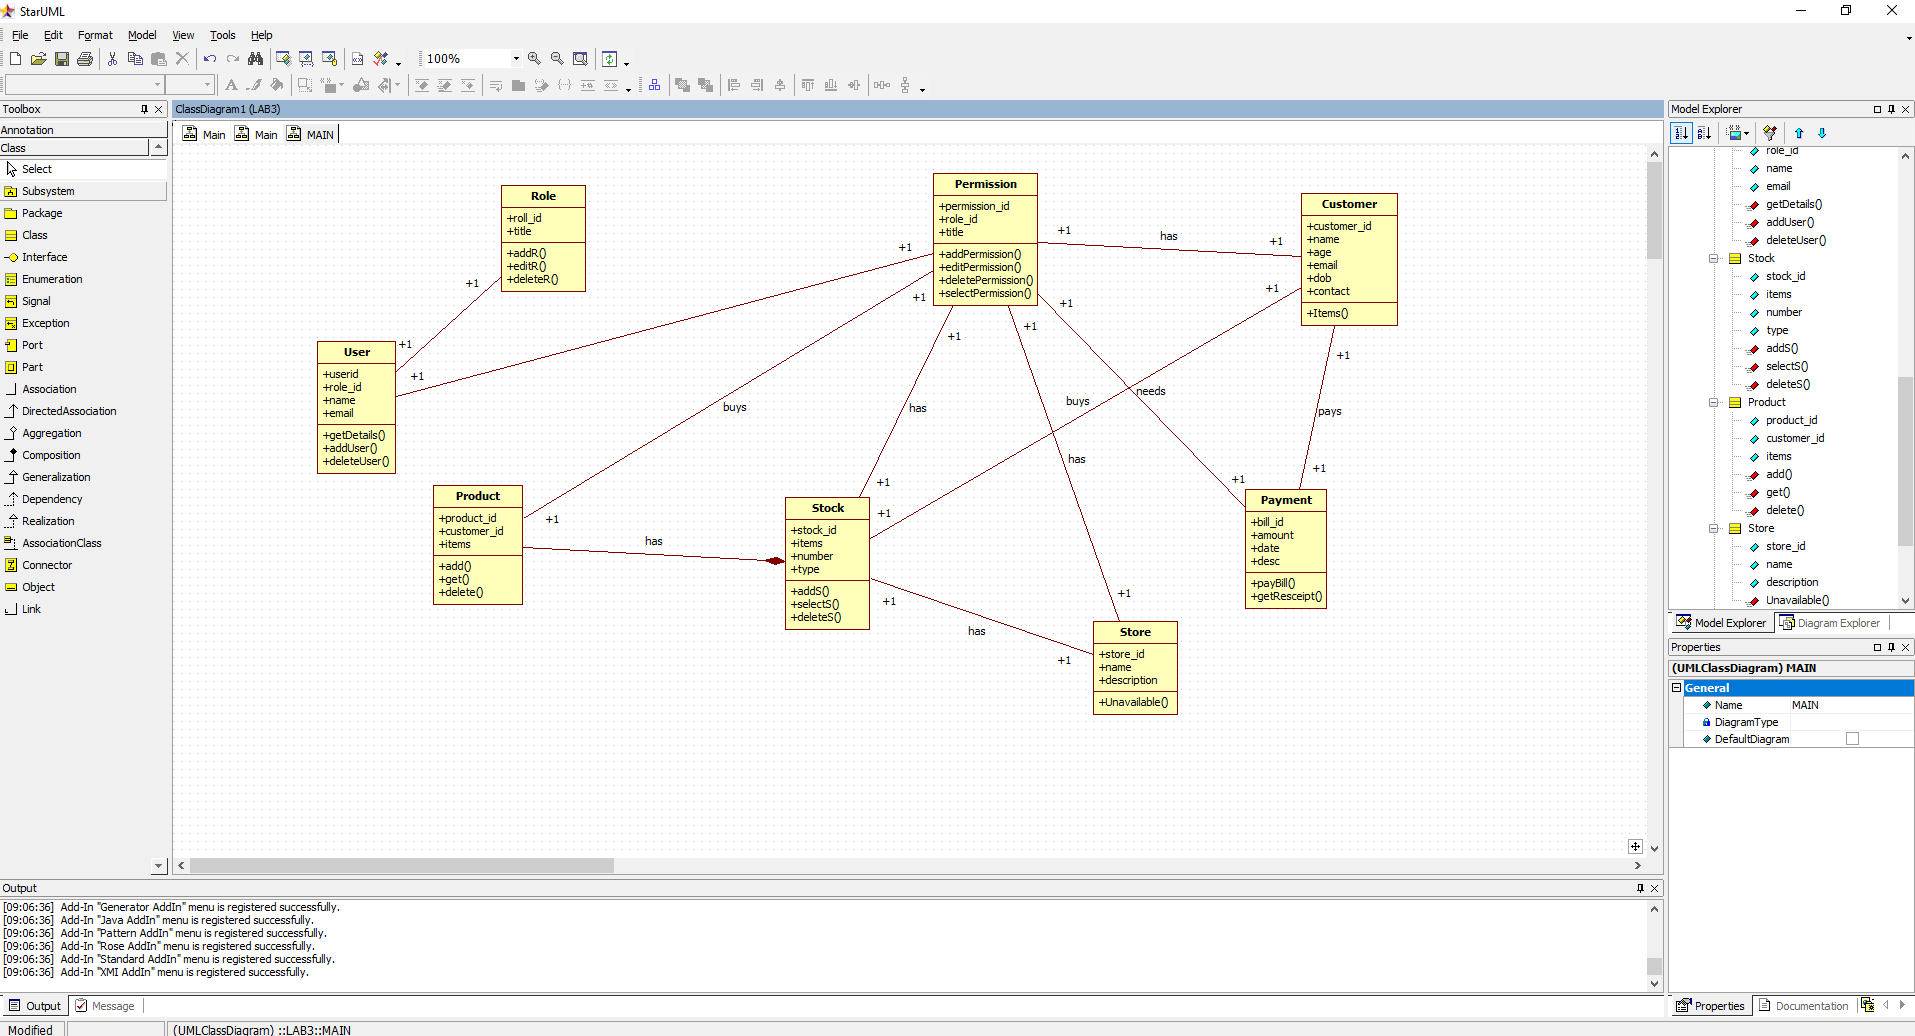 StarUML
File Edit Format Model View Tools Help
100%
Toolbox
Annotation
Class
Select
Subsystem
Package
Class
Interface
Enumeration
Signal
Exception
Port
Part
Association
DirectedAssociation
Aggregation
Composition
Generalization
Dependency
Realization
AssociationClass
Connector
Object
Link
ClassDiagram1 (LAB3)
Main Main MAIN
Role
+roll_id
+title
+addR()
+editR()
+deleteR()
Permission
+permission_id
+role_id
+title
+addPermission()
+editPermission()
+deletePermission()
+selectPermission()
Customer
+customer_id
+name
+age
+email
+dob
+contact
+Items()
User
+userid
+role_id
+name
+email
+getDetails()
+addUser()
+deleteUser()
Product
+product_id
+customer_id
+items
+add()
+get()
+delete()
Stock
+stock_id
+items
+number
+type
+addS()
+selectS()
+deleteS()
Payment
+bill_id
+amount
+date
+desc
+payBill()
+getResceipt()
Store
+store_id
+name
+description
+Unavailable()
+1
+1
+1
+1
+1
has
+1
+1
+1
buys
+1
+1
has
+1
+1
buys
+1
+1
has
+1
+1
needs
+1
+1
pays
+1
has
+1
has
+1
Model Explorer
role_id
name
email
getDetails()
addUser()
deleteUser()
Stock
stock_id
items
number
type
addS()
selectS()
deleteS()
Product
product_id
customer_id
items
add()
get()
delete()
Store
store_id
name
description
Unavailable()
Model Explorer Diagram Explorer
Properties
(UMLClassDiagram) MAIN
General
Name MAIN
DiagramType
DefaultDiagram
Properties Documentation
Output
[09:06:36] Add-In "Generator AddIn" menu is registered successfully.
[09:06:36] Add-In "Java AddIn" menu is registered successfully.
[09:06:36] Add-In "Pattern AddIn" menu is registered successfully.
[09:06:36] Add-In "Rose AddIn" menu is registered successfully.
[09:06:36] Add-In "Standard AddIn" menu is registered successfully.
[09:06:36] Add-In "XMI AddIn" menu is registered successfully.
Output Message
Modified (UMLClassDiagram) ::LAB3::MAIN